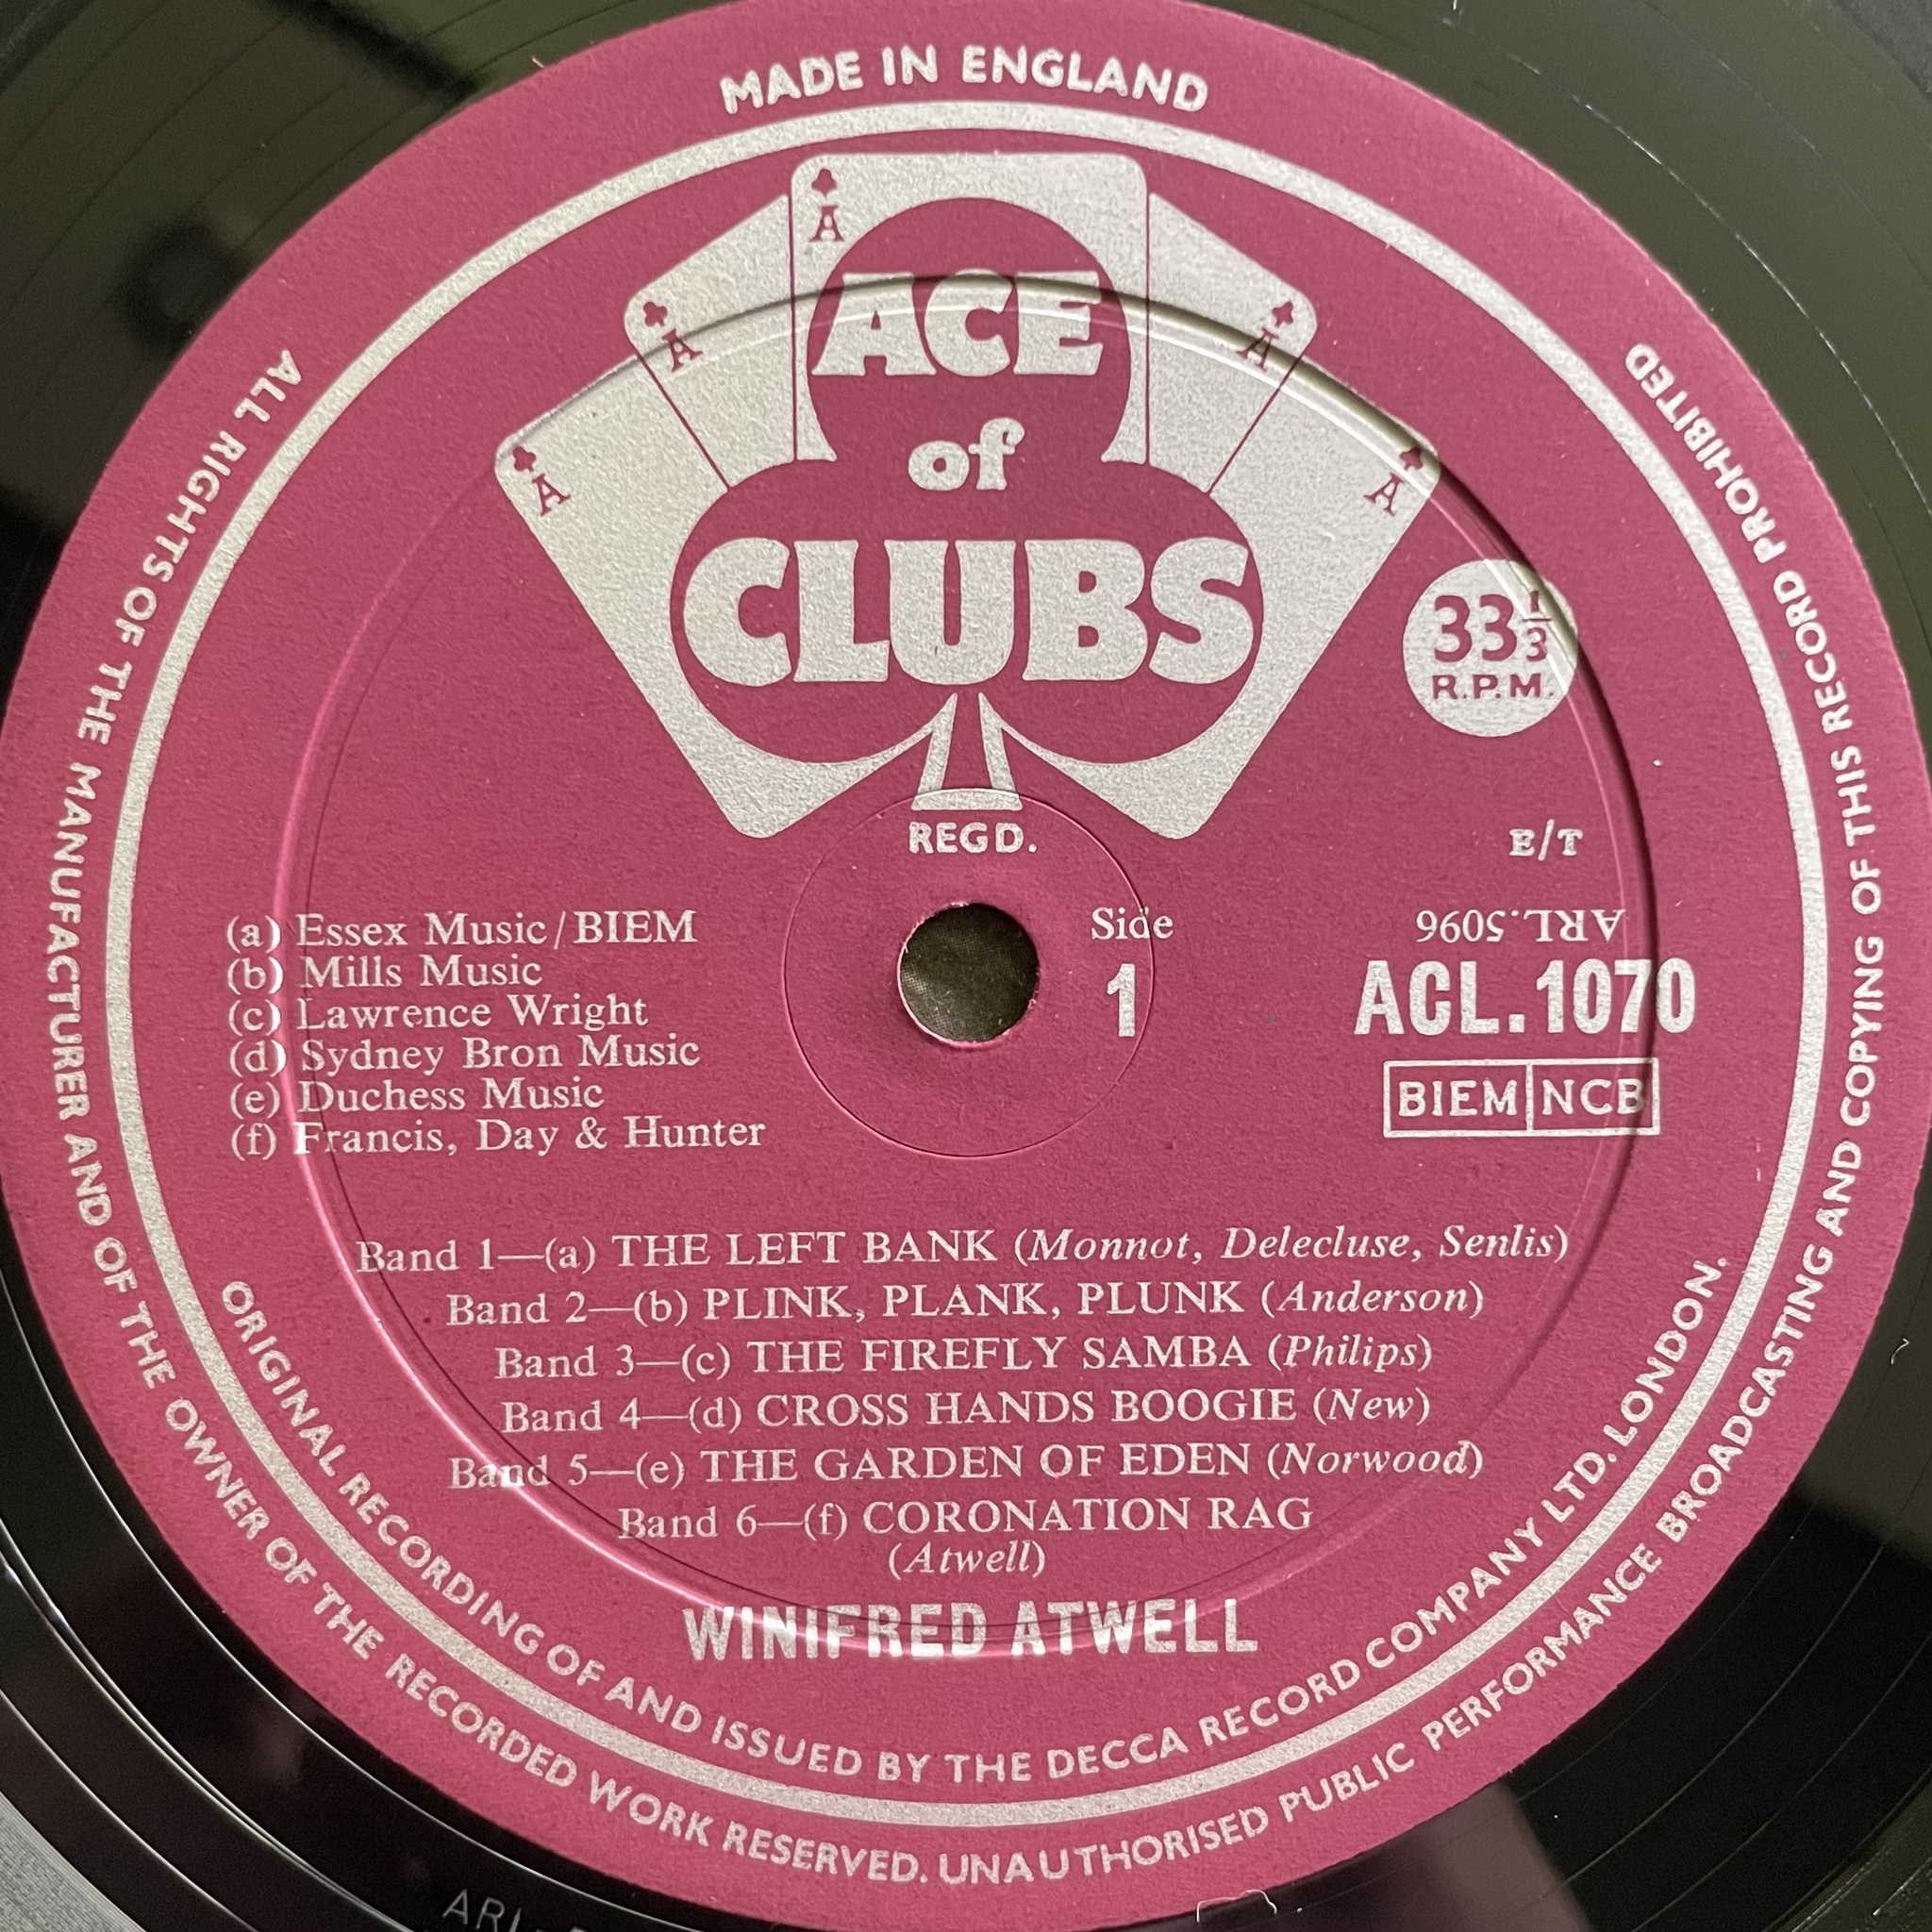 MADE IN ENGLAND
A
A
A
A
A
ACE
of
CLUBS
REGD.
33 1/3
R.P.M.
E/T
ARL.5096
ACL.1070
BIEM NCB
Side
1
(a) Essex Music/BIEM
(b) Mills Music
(c) Lawrence Wright
(d) Sydney Bron Music
(e) Duchess Music
(f) Francis, Day & Hunter
Band 1—(a) THE LEFT BANK (Monnot, Delecluse, Senlis)
Band 2—(b) PLINK, PLANK, PLUNK (Anderson)
Band 3—(c) THE FIREFLY SAMBA (Philips)
Band 4—(d) CROSS HANDS BOOGIE (New)
Band 5—(e) THE GARDEN OF EDEN (Norwood)
Band 6—(f) CORONATION RAG
(Atwell)
WINIFRED ATWELL
ORIGINAL RECORDING OF AND ISSUED BY THE DECCA RECORD COMPANY LTD. LONDON.
ALL RIGHTS OF THE MANUFACTURER AND OF THE OWNER OF THE RECORDED WORK RESERVED. UNAUTHORISED PUBLIC PERFORMANCE BROADCASTING AND COPYING OF THIS RECORD PROHIBITED
ARL